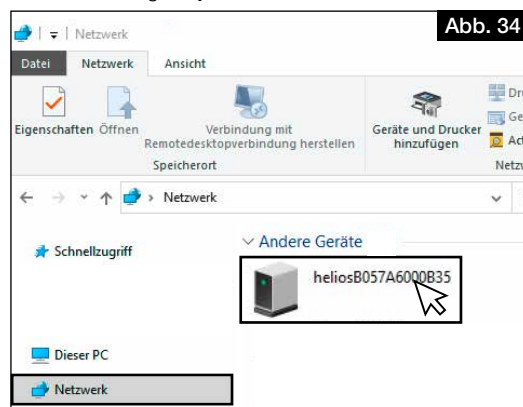 Abb. 34
Netzwerk
Datei Netzwerk Ansicht
Eigenschaften Öffnen Verbindung mit Remotedesktopverbindung herstellen Geräte und Drucker hinzufügen
Speicherort
← → ↑ > Netzwerk
Schnellzugriff
Andere Geräte
heliosB057A6000B35
Dieser PC
Netzwerk